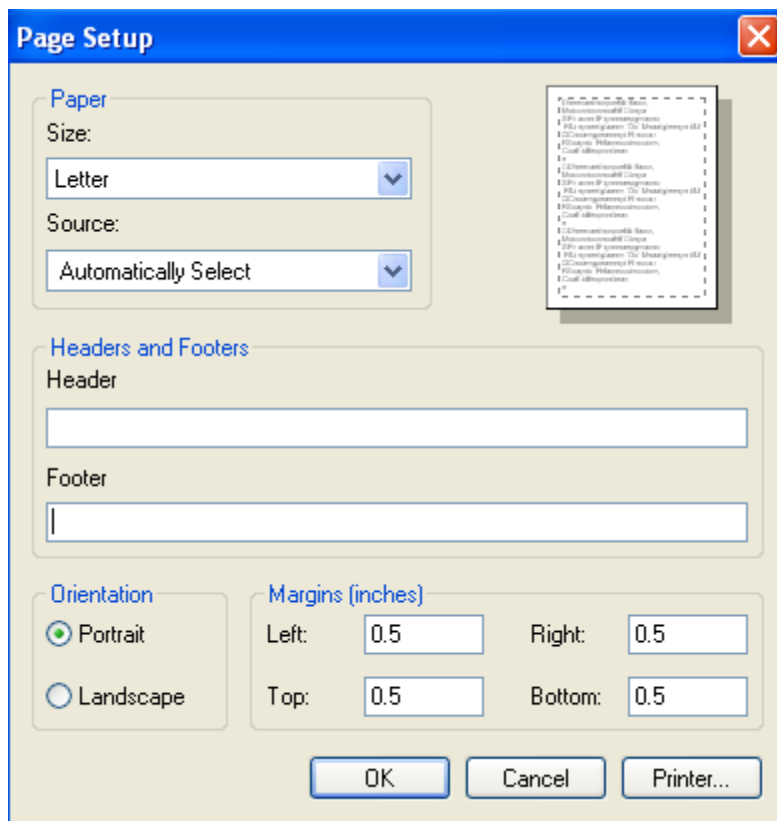 Page Setup
Paper
Size:
Letter
Source:
Automatically Select
Headers and Footers
Header
Footer
Orientation
Portrait
Landscape
Margins (inches)
Left: 0.5 Right: 0.5
Top: 0.5 Bottom: 0.5
OK Cancel Printer...